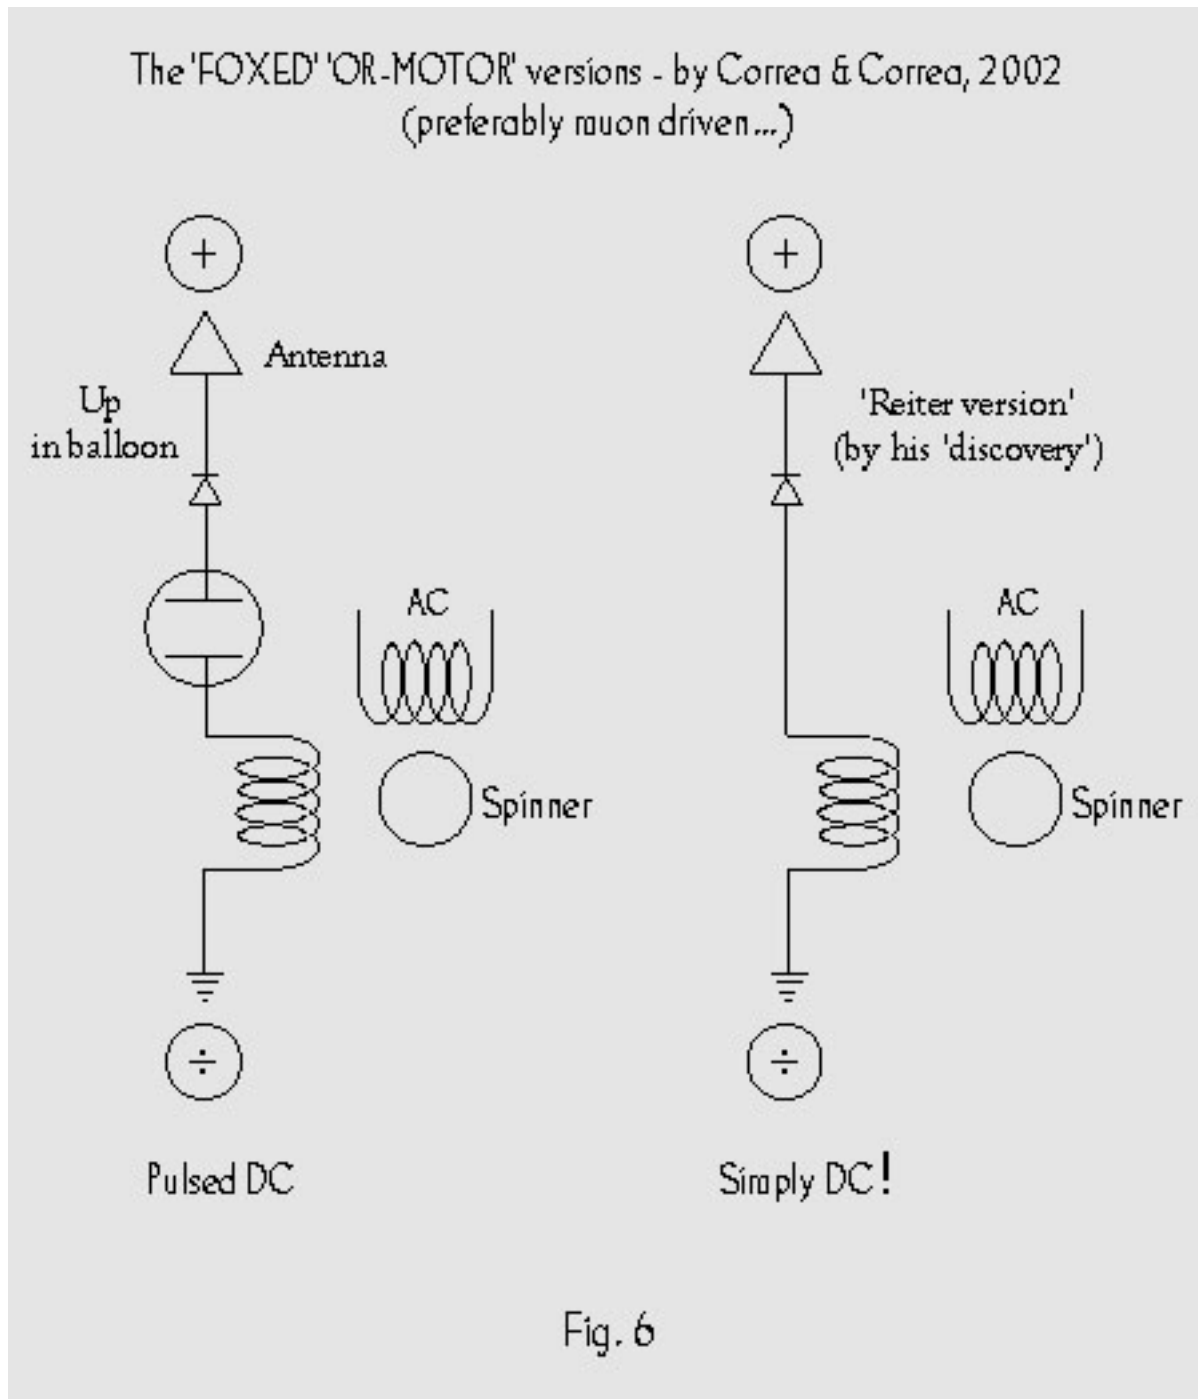 The 'FOXED' 'OR-MOTOR' versions - by Correa & Correa, 2002
(preferably muon driven...)
+
+
Antenna
Up
in balloon
'Reiter version'
(by his 'discovery')
AC
AC
Spinner
Spinner
÷
÷
Pulsed DC
Simply DC!
Fig. 6